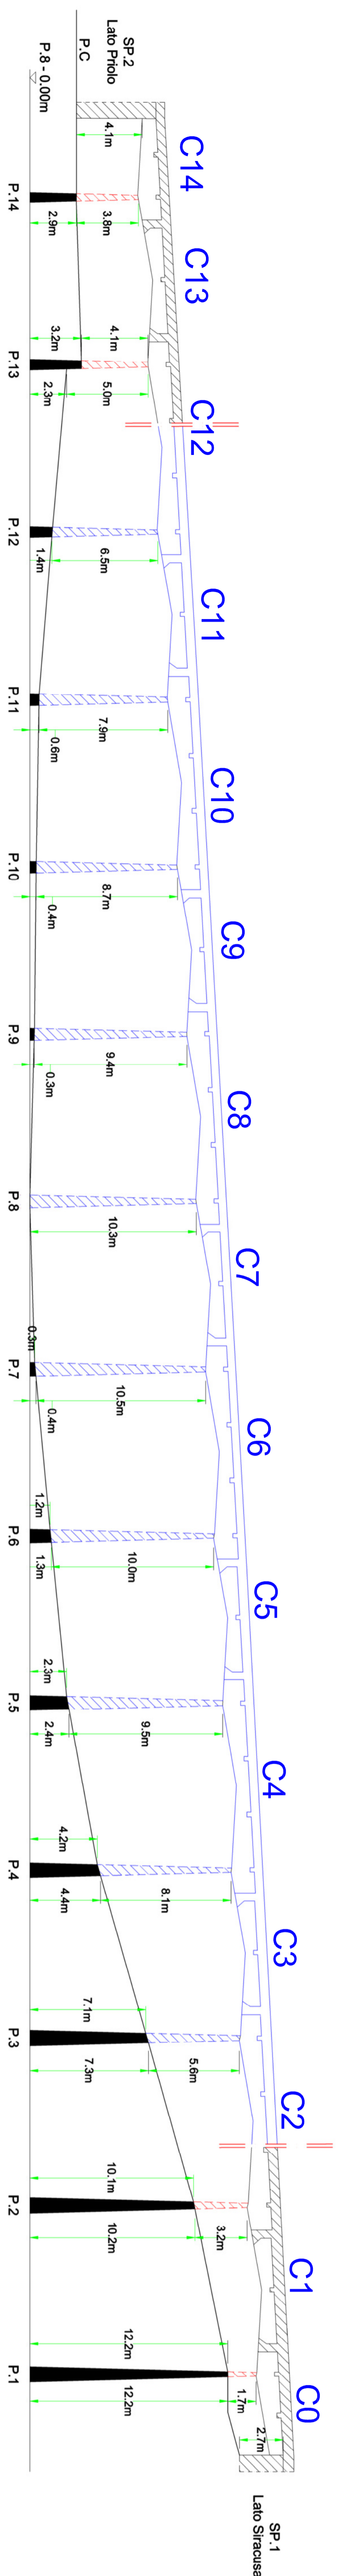 SP.2
Lato Priolo
P.C
P.8 - 0.00m
SP.1
Lato Siracusa
C14
C13
C12
C11
C10
C9
C8
C7
C6
C5
C4
C3
C2
C1
C0
4.1m
3.8m
2.9m
4.1m
3.2m
5.0m
2.3m
6.5m
1.4m
7.9m
0.6m
8.7m
0.4m
9.4m
0.3m
10.3m
0.3m
10.5m
0.4m
1.2m
10.0m
1.3m
2.3m
9.5m
2.4m
4.2m
8.1m
4.4m
7.1m
5.6m
7.3m
10.1m
3.2m
10.2m
12.2m
1.7m
12.2m
2.7m
P.14
P.13
P.12
P.11
P.10
P.9
P.8
P.7
P.6
P.5
P.4
P.3
P.2
P.1